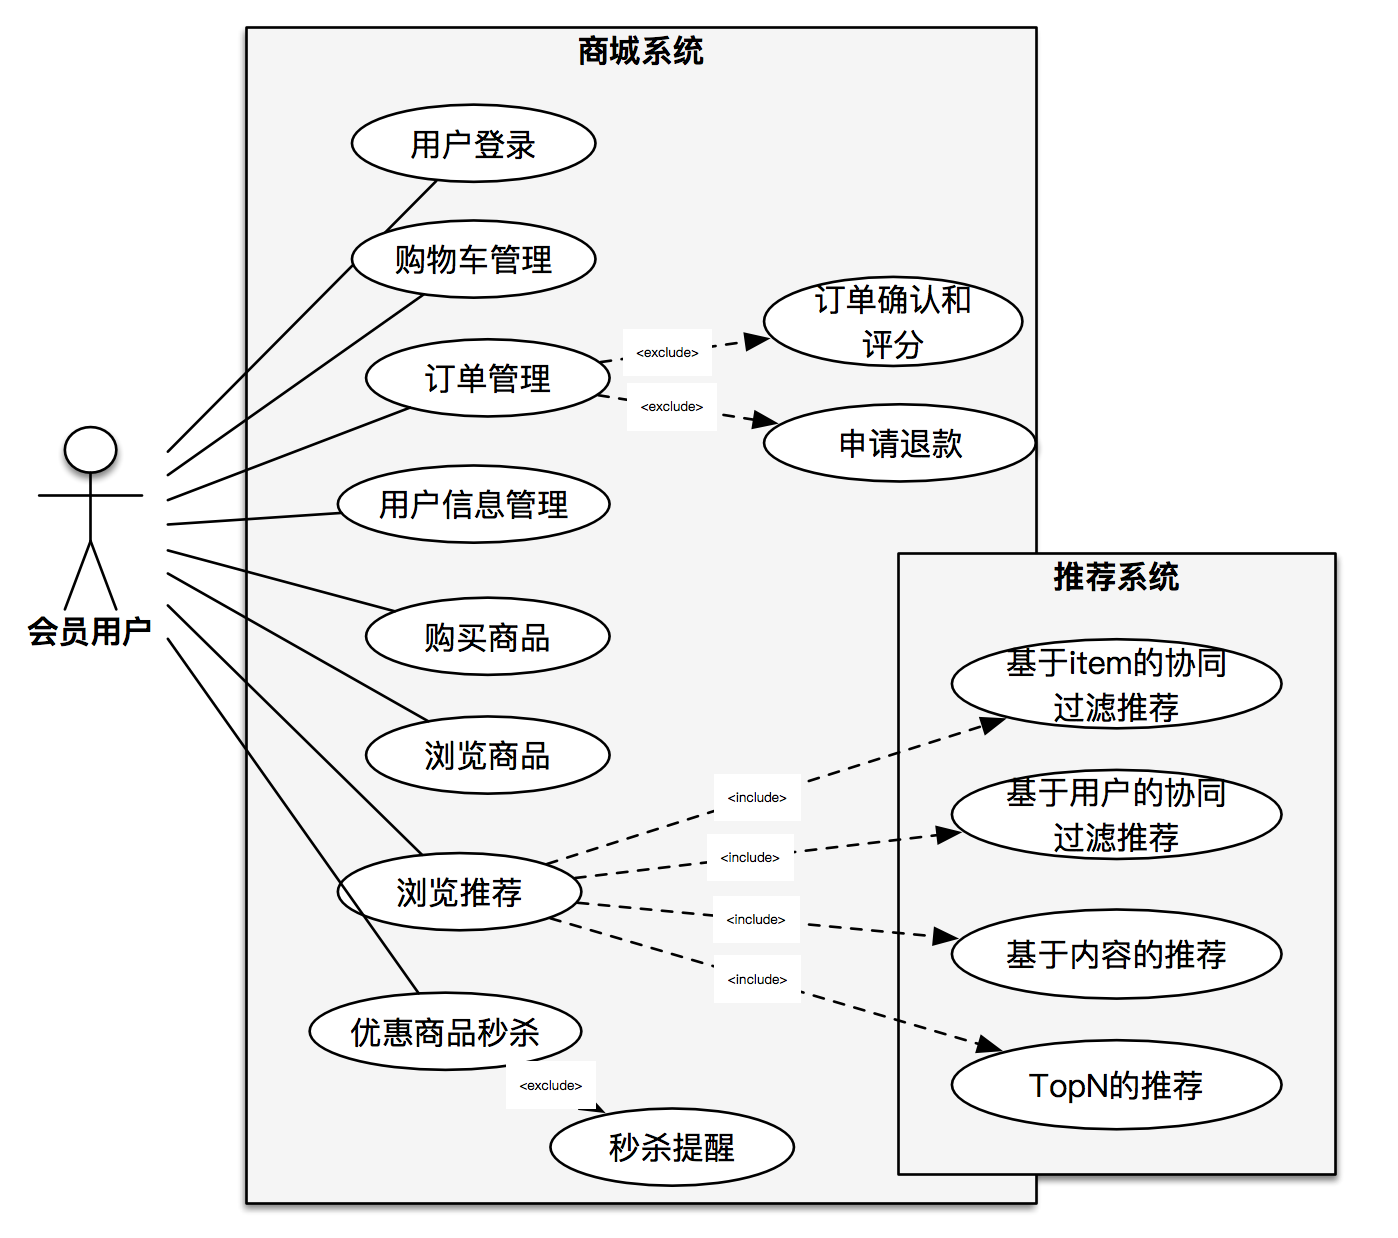 商城系统
用户登录
购物车管理
订单确认和
评分
<exclude>
订单管理
<exclude>
申请退款
用户信息管理
推荐系统
会员用户
购买商品
基于item的协同
过滤推荐
浏览商品
<include>
基于用户的协同
过滤推荐
<include>
浏览推荐
<include>
基于内容的推荐
<include>
优惠商品秒杀
<exclude>
TopN的推荐
秒杀提醒